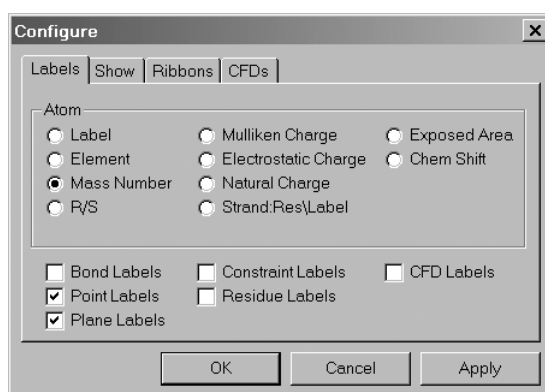 Configure
Labels Show Ribbons CFDs
Atom
Label Mulliken Charge Exposed Area
Element Electrostatic Charge Chem Shift
Mass Number Natural Charge
R/S Strand:Res\Label
Bond Labels Constraint Labels CFD Labels
Point Labels Residue Labels
Plane Labels
OK Cancel Apply